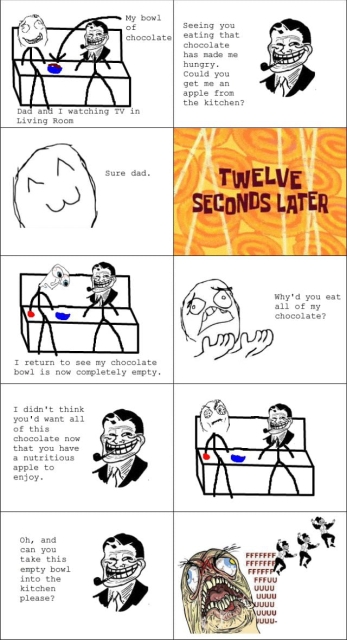 My bowl
of
chocolate
Dad and I watching TV in
Living Room
Seeing you
eating that
chocolate
has made me
hungry.
Could you
get me an
apple from
the kitchen?
Sure dad.
TWELVE
SECONDS LATER
I return to see my chocolate
bowl is now completely empty.
Why'd you eat
all of my
chocolate?
I didn't think
you'd want all
of this
chocolate now
that you have
a nutritious
apple to
enjoy.
Oh, and
can you
take this
empty bowl
into the
kitchen
please?
FFFFFFF
FFFFFFF
FFFUU
UUUU
UUUU
UUUU
UUUU
UUU-